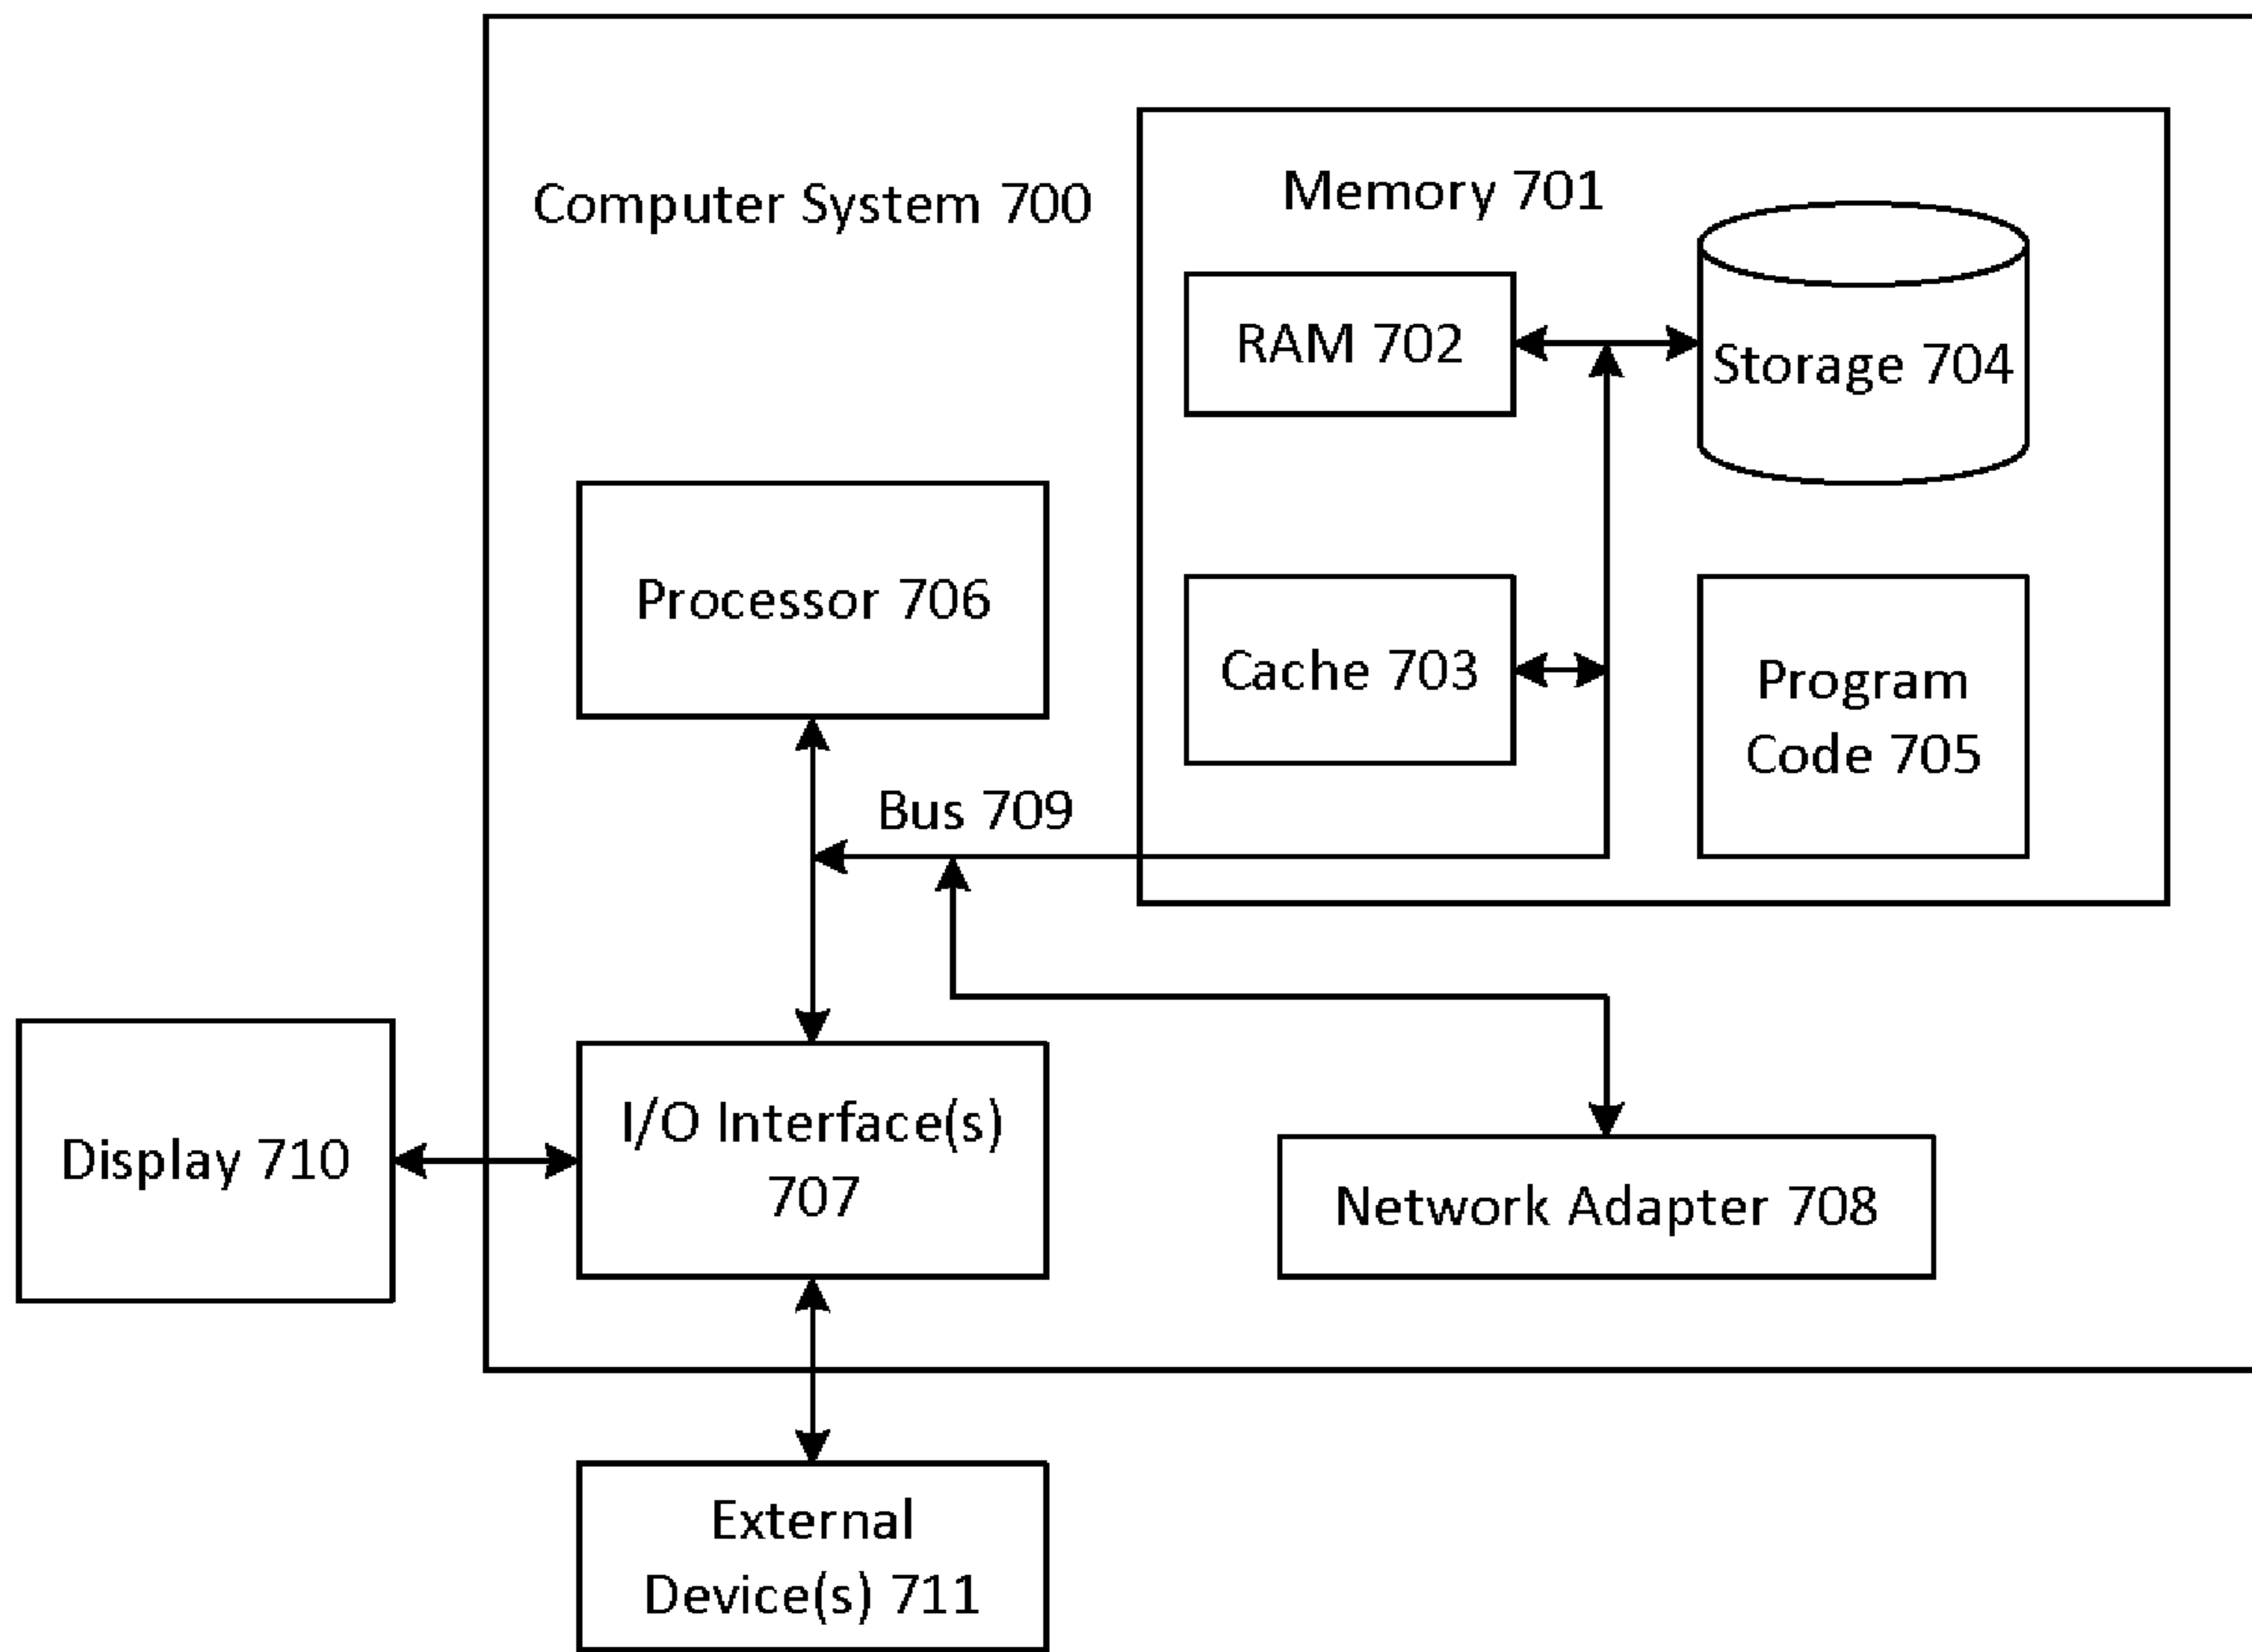 Computer System 700
Memory 701
RAM 702
Storage 704
Processor 706
Cache 703
Program
Code 705
Bus 709
Display 710
I/O Interface(s)
707
Network Adapter 708
External
Device(s) 711